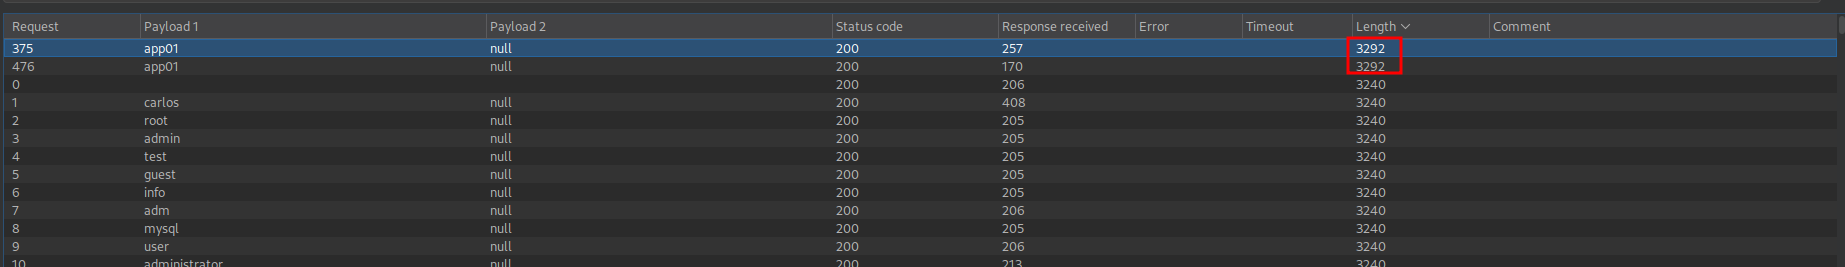 Request Payload 1 Payload 2 Status code Response received Error Timeout Length Comment
375 app01 null 200 257 3292
476 app01 null 200 170 3292
0 200 206 3240
1 carlos null 200 408 3240
2 root null 200 205 3240
3 admin null 200 205 3240
4 test null 200 205 3240
5 guest null 200 205 3240
6 info null 200 205 3240
7 adm null 200 206 3240
8 mysql null 200 205 3240
9 user null 200 206 3240
10 administrator null 200 213 3240